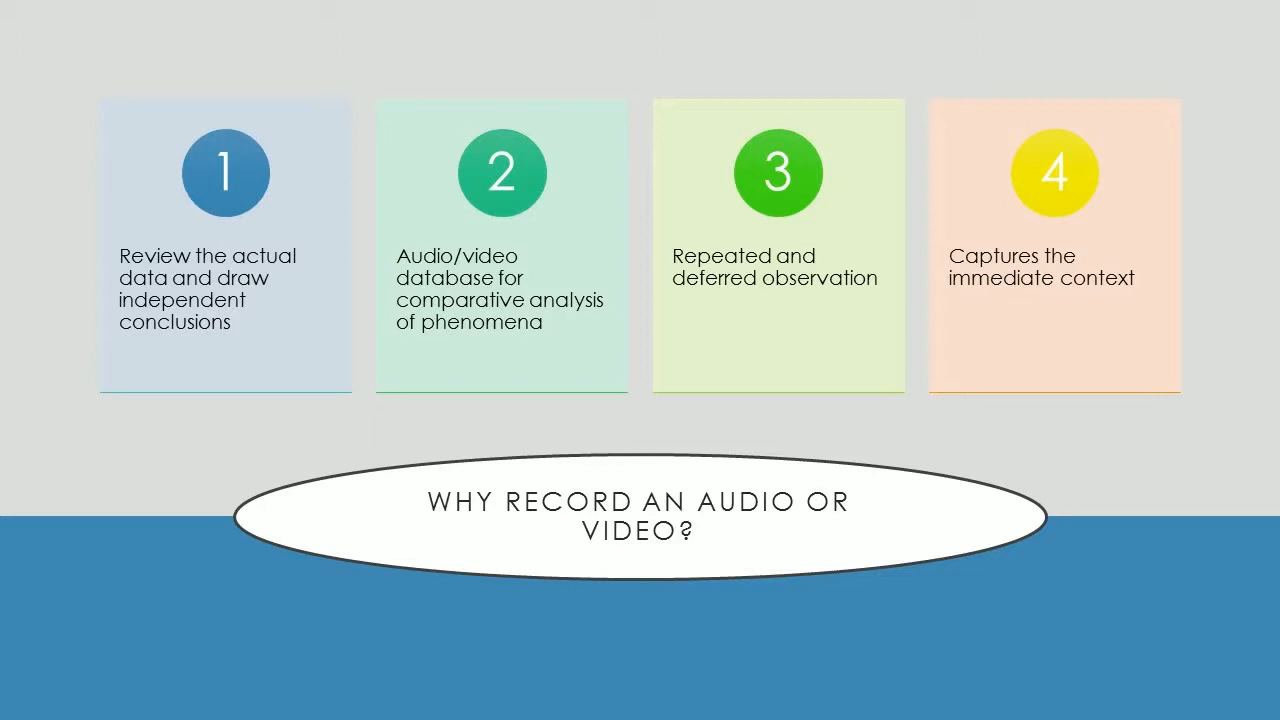 1
Review the actual
data and draw
independent
conclusions
2
Audio/video
database for
comparative analysis
of phenomena
3
Repeated and
deferred observation
4
Captures the
immediate context
WHY RECORD AN AUDIO OR
VIDEO?